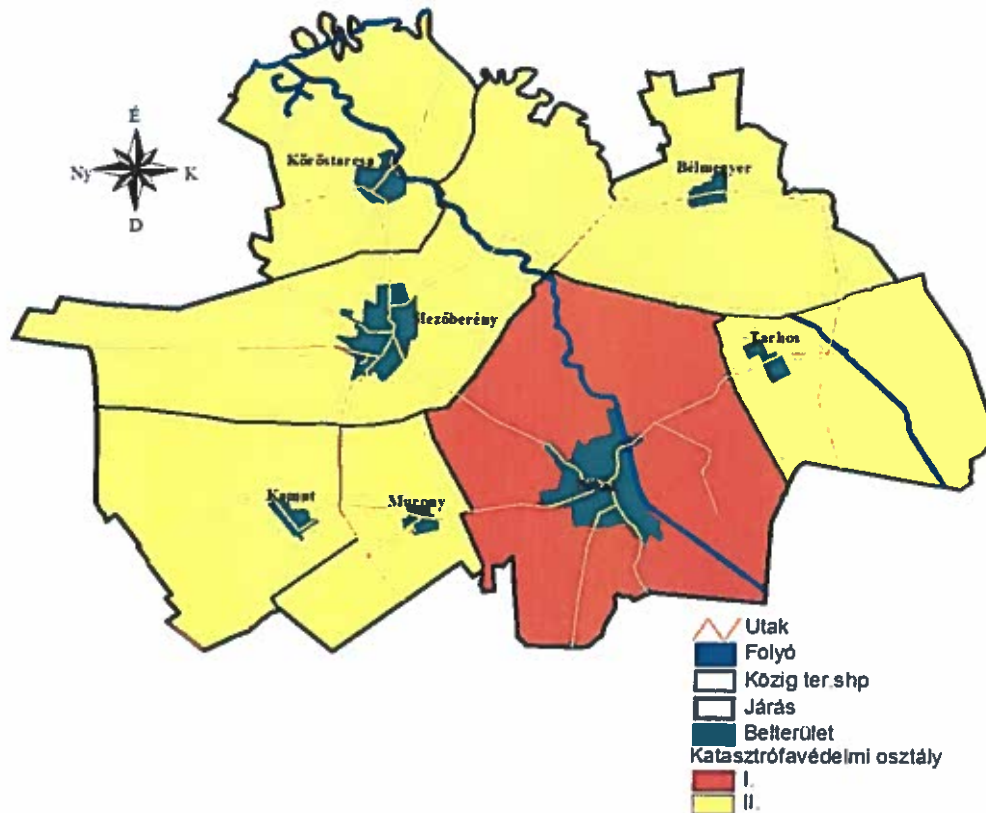 É
Ny
K
D
Köröstarcsa
Bélmegyer
Mezőberény
Tarhos
Kamut
Murony
Utak
Folyó
Közig ter.shp
Járás
Belterület
Katasztrófavédelmi osztály
I.
II.